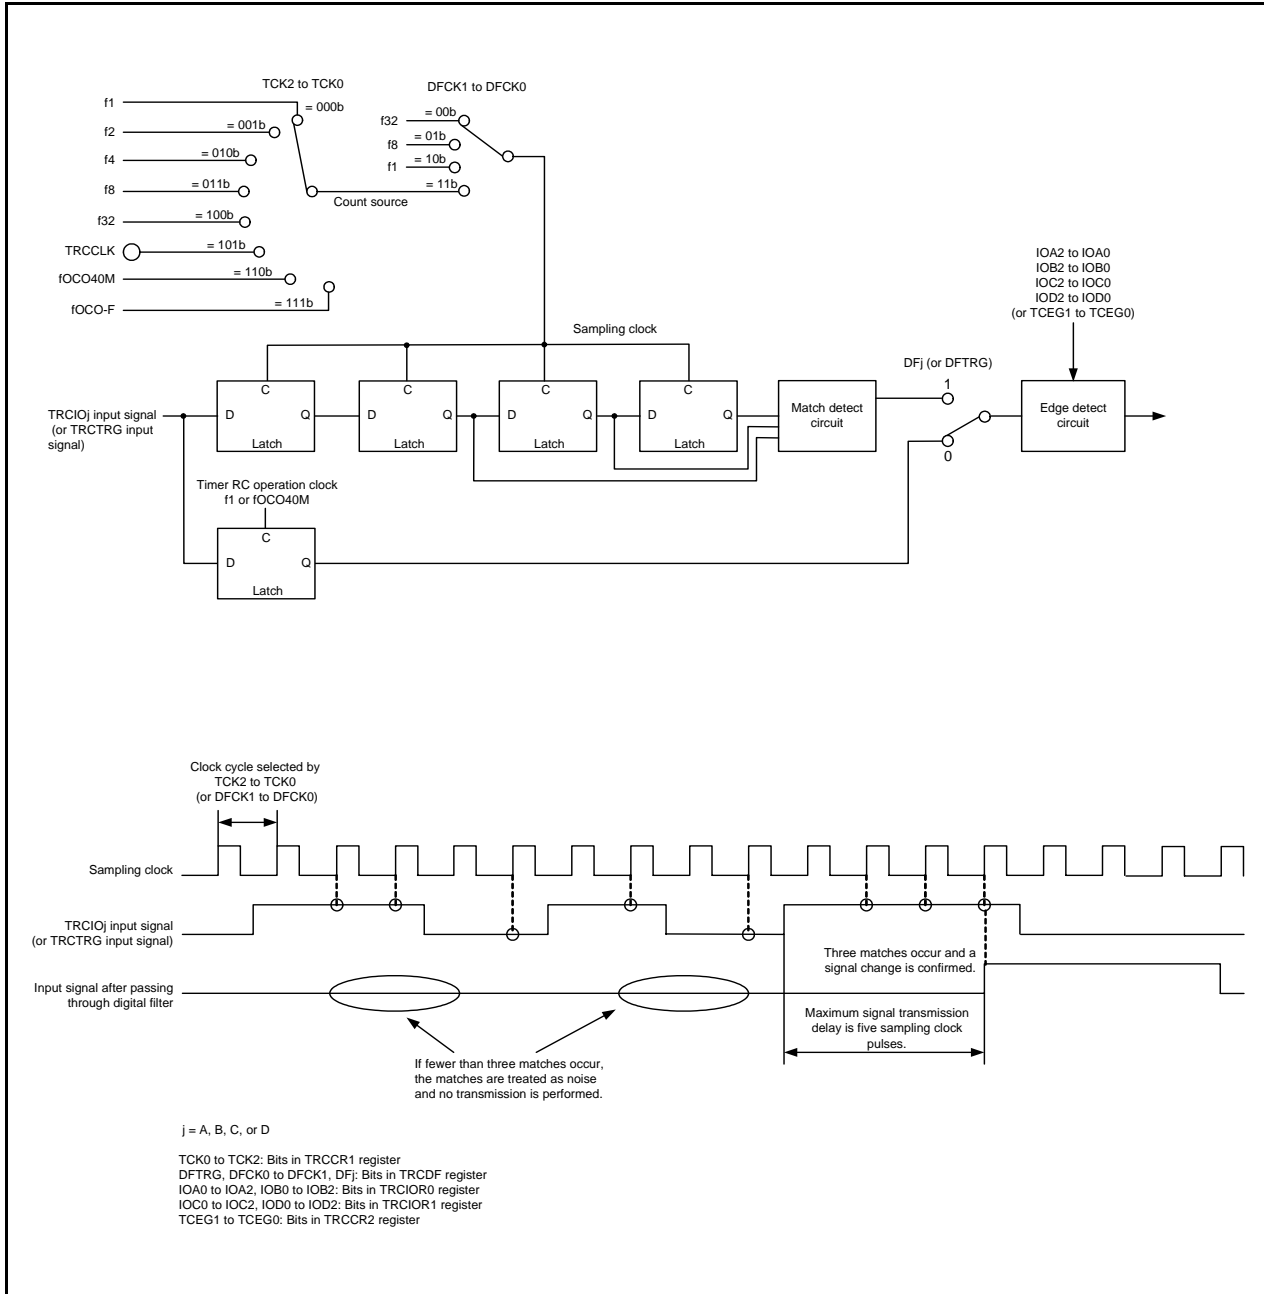 TCK2 to TCK0
DFCK1 to DFCK0
f1
= 000b
f2
= 001b
f4
= 010b
f8
= 011b
f32
= 100b
TRCCLK
= 101b
fOCO40M
= 110b
fOCO-F
= 111b
Count source
f32
= 00b
f8
= 01b
f1
= 10b
= 11b
IOA2 to IOA0
IOB2 to IOB0
IOC2 to IOC0
IOD2 to IOD0
(or TCEG1 to TCEG0)
Sampling clock
DFj (or DFTRG)
1
0
TRCIOj input signal
(or TRCTRG input
signal)
C
D
Q
Latch
C
D
Q
Latch
C
D
Q
Latch
C
D
Q
Latch
Match detect
circuit
Edge detect
circuit
Timer RC operation clock
f1 or fOCO40M
C
D
Q
Latch
Clock cycle selected by
TCK2 to TCK0
(or DFCK1 to DFCK0)
Sampling clock
TRCIOj input signal
(or TRCTRG input signal)
Three matches occur and a
signal change is confirmed.
Input signal after passing
through digital filter
Maximum signal transmission
delay is five sampling clock
pulses.
If fewer than three matches occur,
the matches are treated as noise
and no transmission is performed.
j = A, B, C, or D
TCK0 to TCK2: Bits in TRCCR1 register
DFTRG, DFCK0 to DFCK1, DFj: Bits in TRCDF register
IOA0 to IOA2, IOB0 to IOB2: Bits in TRCIOR0 register
IOC0 to IOC2, IOD0 to IOD2: Bits in TRCIOR1 register
TCEG1 to TCEG0: Bits in TRCCR2 register